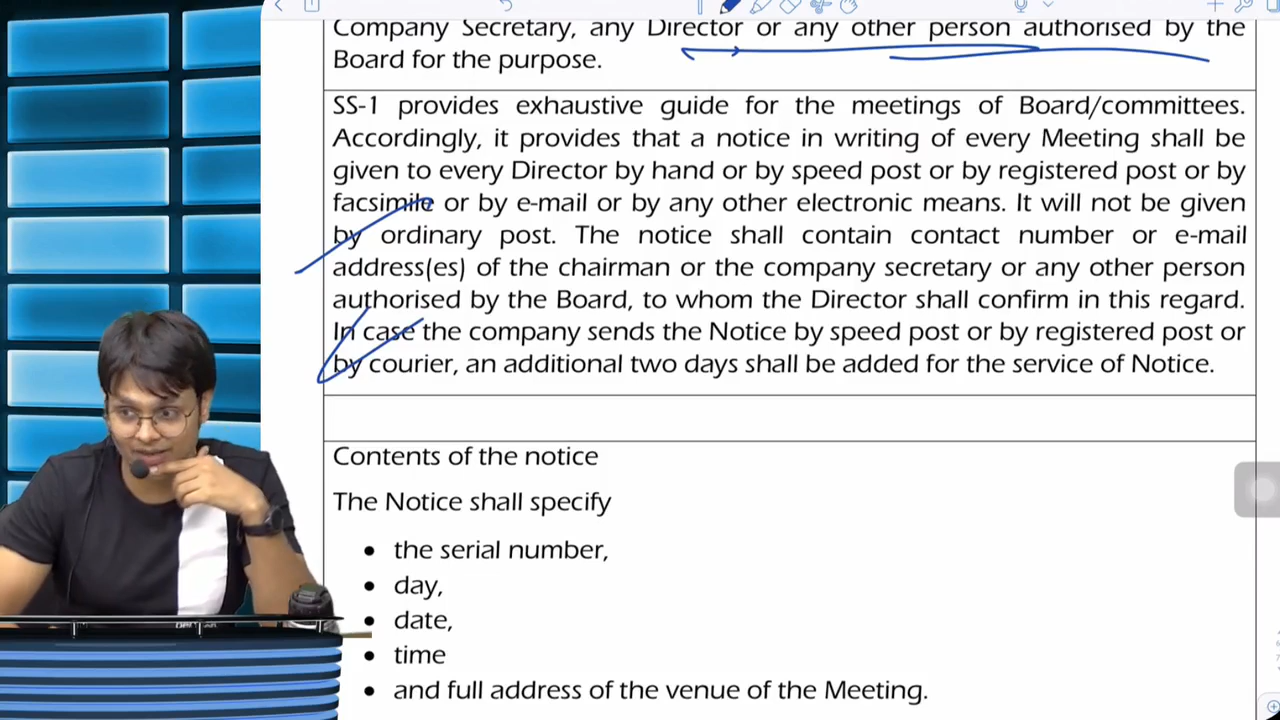 Company Secretary, any Director or any other person authorised by the
Board for the purpose.
SS-1 provides exhaustive guide for the meetings of Board/committees.
Accordingly, it provides that a notice in writing of every Meeting shall be
given to every Director by hand or by speed post or by registered post or by
facsimile or by e-mail or by any other electronic means. It will not be given
by ordinary post. The notice shall contain contact number or e-mail
address(es) of the chairman or the company secretary or any other person
authorised by the Board, to whom the Director shall confirm in this regard.
In case the company sends the Notice by speed post or by registered post or
by courier, an additional two days shall be added for the service of Notice.
Contents of the notice
The Notice shall specify
• the serial number,
• day,
• date,
• time
• and full address of the venue of the Meeting.